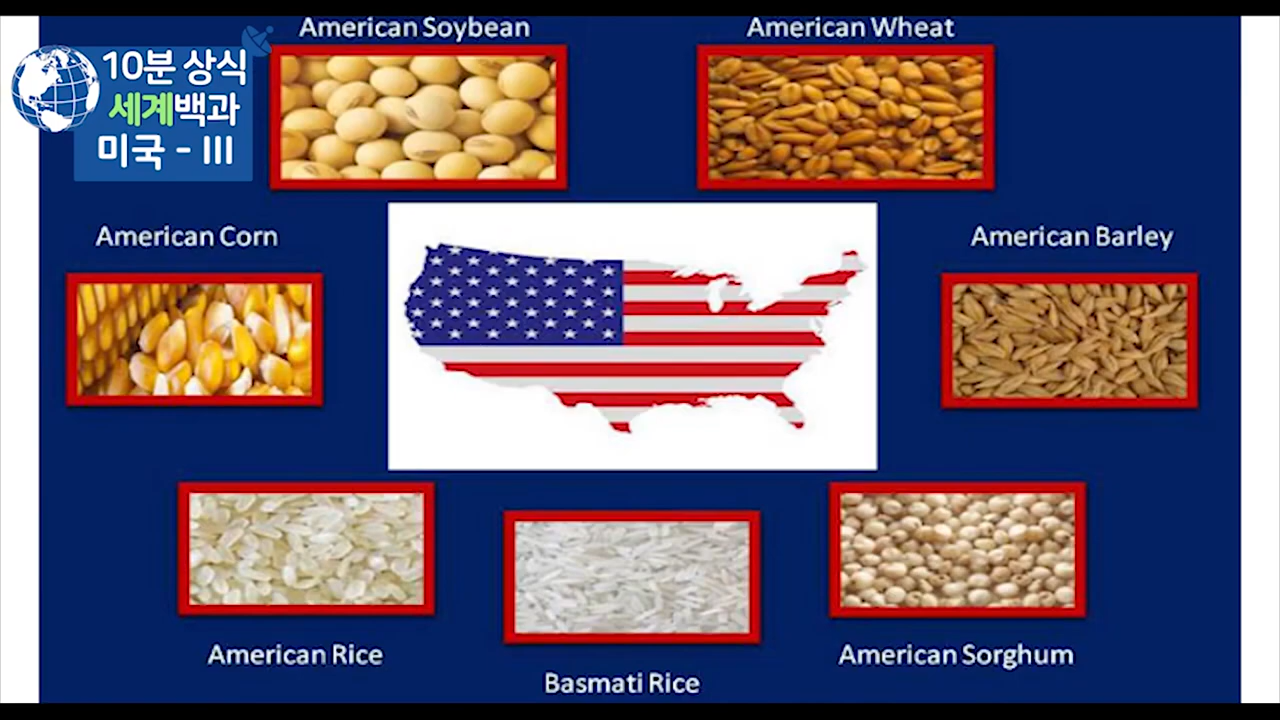 American Soybean
American Wheat
10분 상식
세계백과
미국 - III
American Corn
American Barley
American Rice
Basmati Rice
American Sorghum